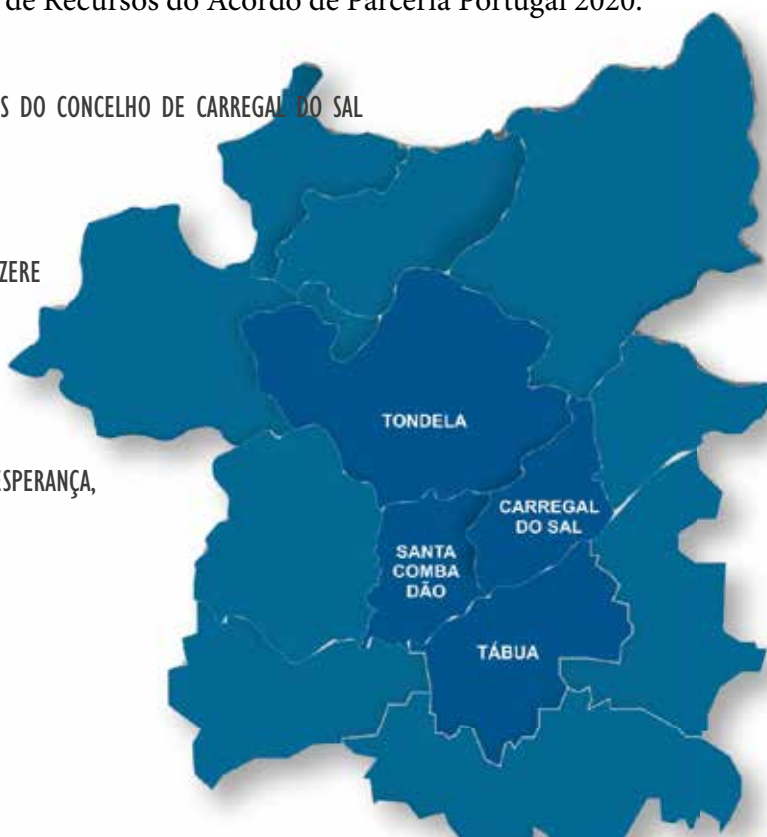 de Recursos do Acordo de Parceria Portugal 2020.
S DO CONCELHO DE CARREGAL DO SAL
ZERE
ESPERANÇA,
TONDELA
CARREGAL
DO SAL
SANTA
COMBA
DÃO
TÁBUA